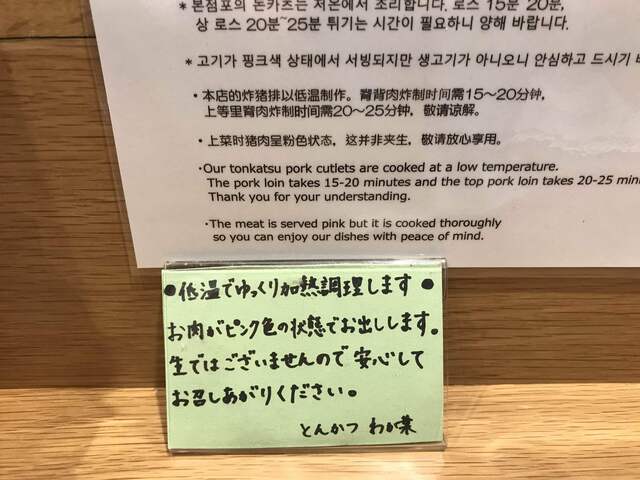 * 본점포의 돈카츠는 저온에서 조리합니다. 로스 15분 20분,
상 로스 20분~25분 튀기는 시간이 필요하니 양해 바랍니다.
* 고기가 핑크색 상태에서 서빙되지만 생고기가 아니오니 안심하고 드시기
・本店的炸猪排以低温制作。脊背肉炸制时间需15～20分钟，
上等里脊肉炸制时间需20～25分钟，敬请谅解。
・上菜时猪肉呈粉色状态，这并非夹生，敬请放心享用。
・Our tonkatsu pork cutlets are cooked at a low temperature.
The pork loin takes 15-20 minutes and the top pork loin takes 20-25 min
Thank you for your understanding.
・The meat is served pink but it is cooked thoroughly
so you can enjoy our dishes with peace of mind.
●低温でゆっくり加熱調理します●
お肉がピンク色の状態でお出しします。
生ではございませんので安心して
お召しあがりください。
とんかつ わか葉